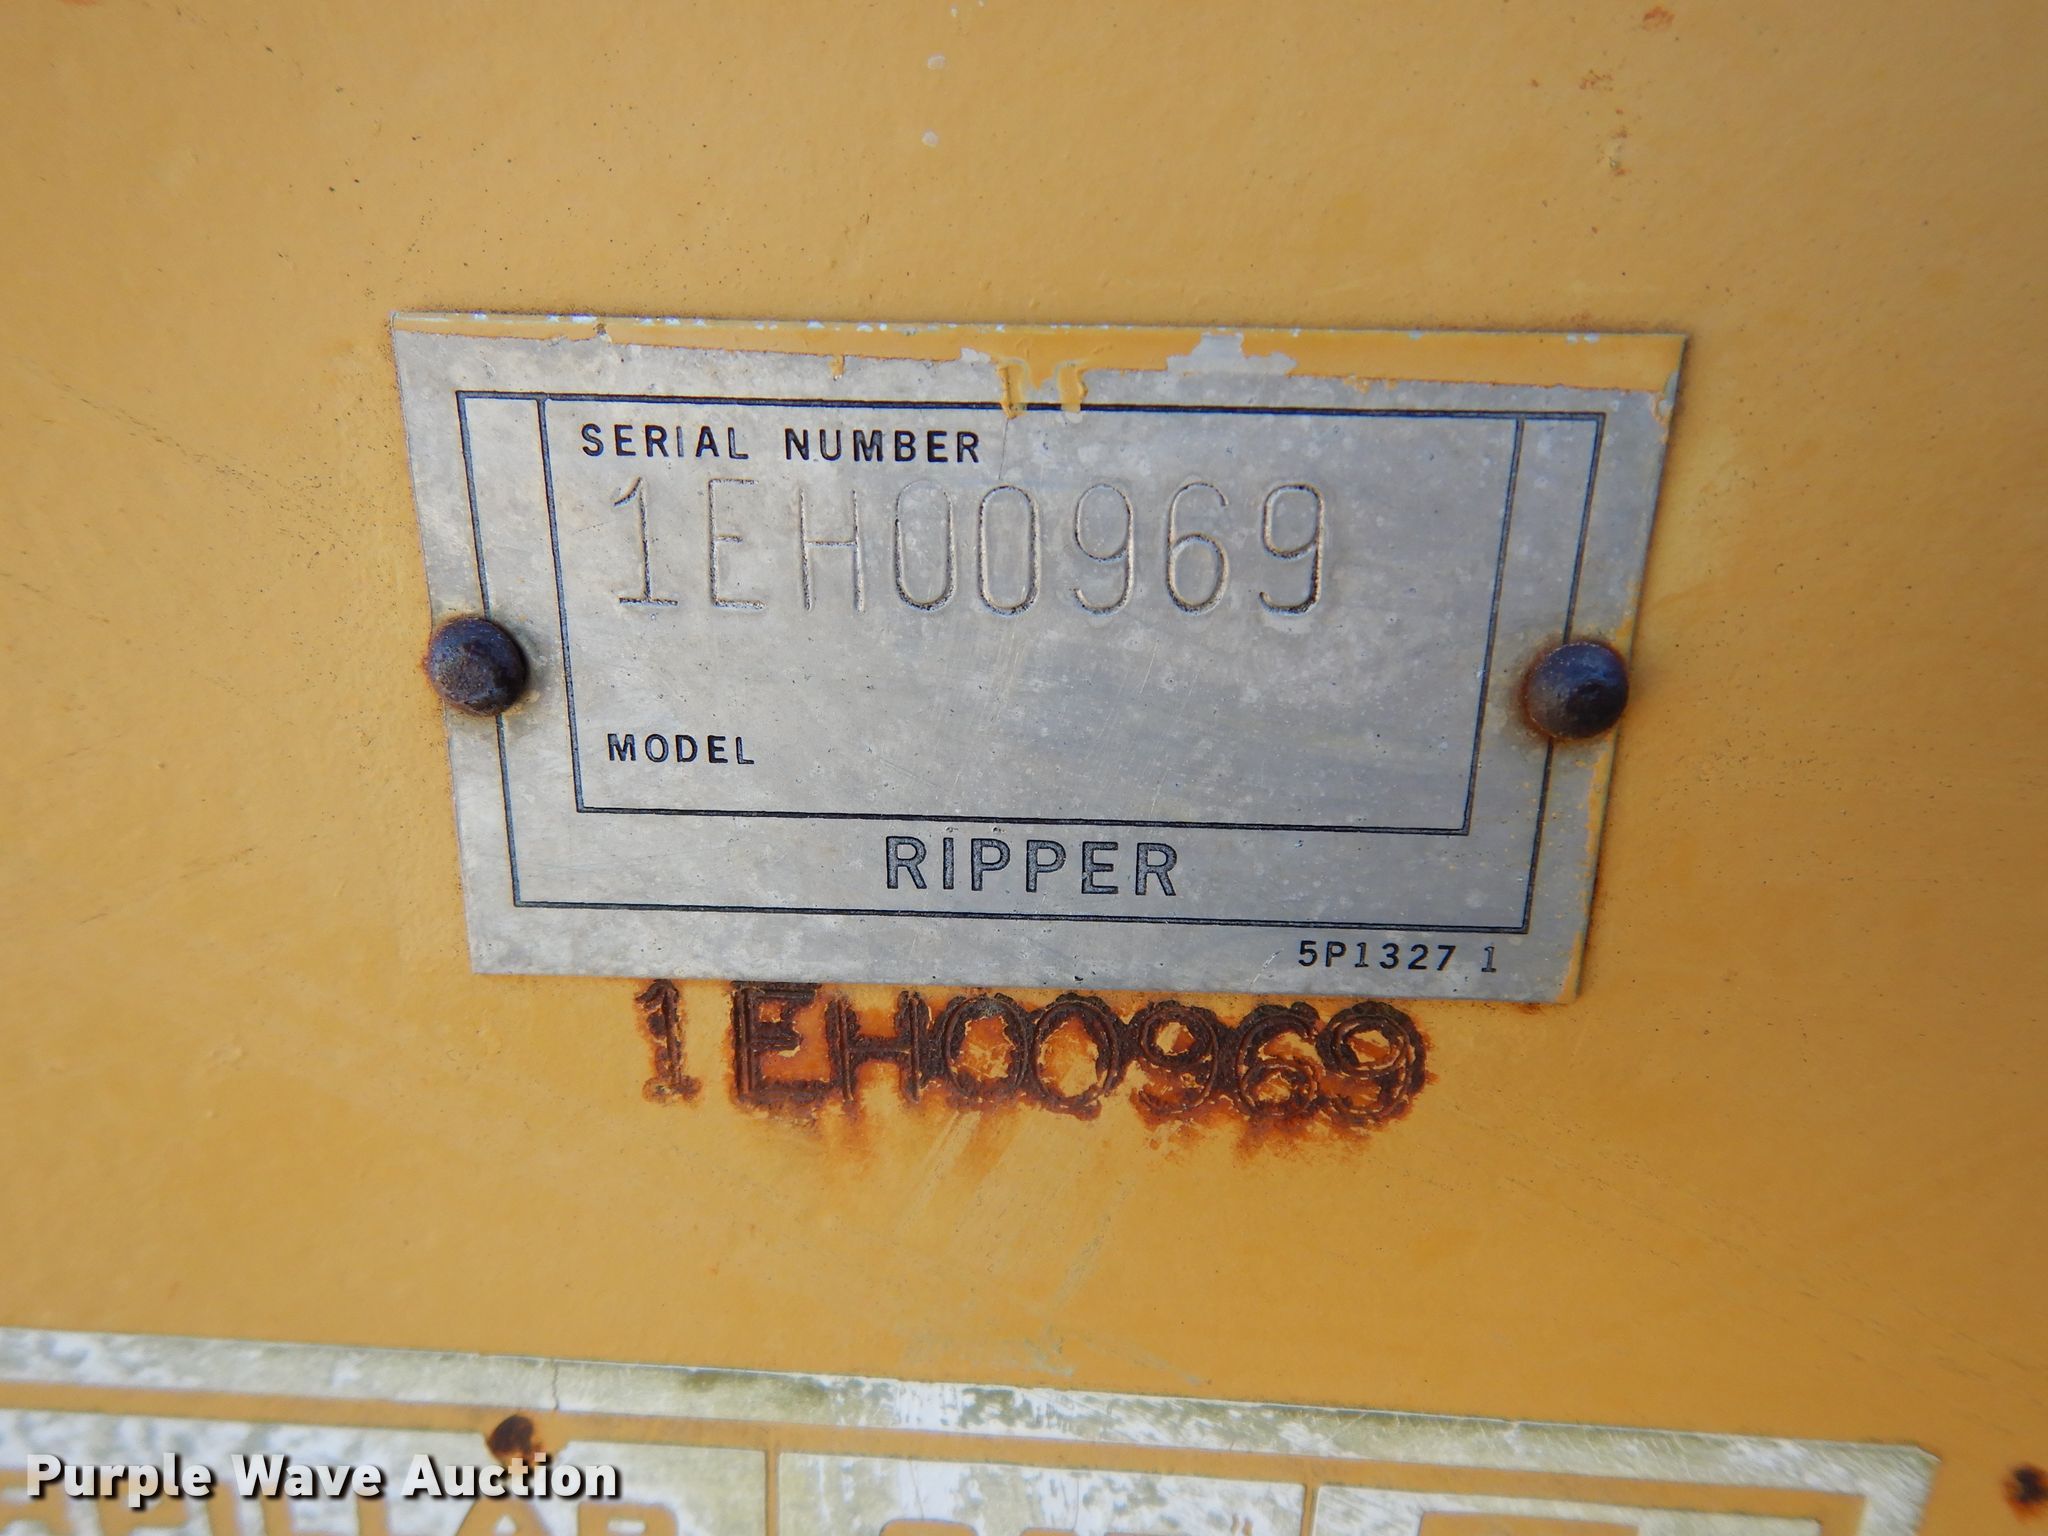 SERIAL NUMBER
1EH00969
MODEL
RIPPER
5P1327 1
1EH00969
Purple Wave Auction